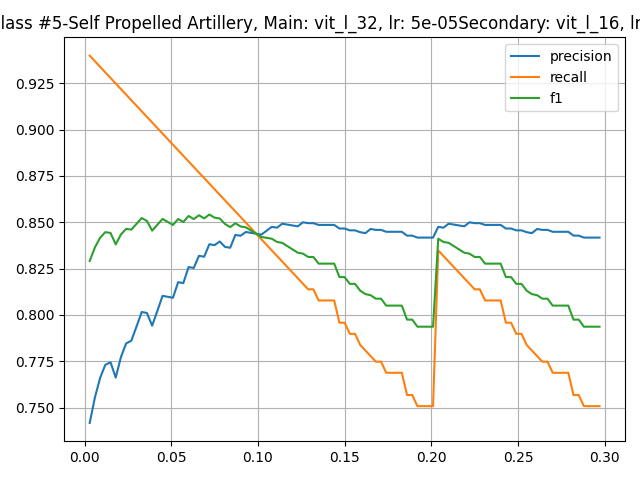 lass #5-Self Propelled Artillery, Main: vit_l_32, lr: 5e-05Secondary: vit_l_16, lr
precision
recall
f1
0.925
0.900
0.875
0.850
0.825
0.800
0.775
0.750
0.00 0.05 0.10 0.15 0.20 0.25 0.30